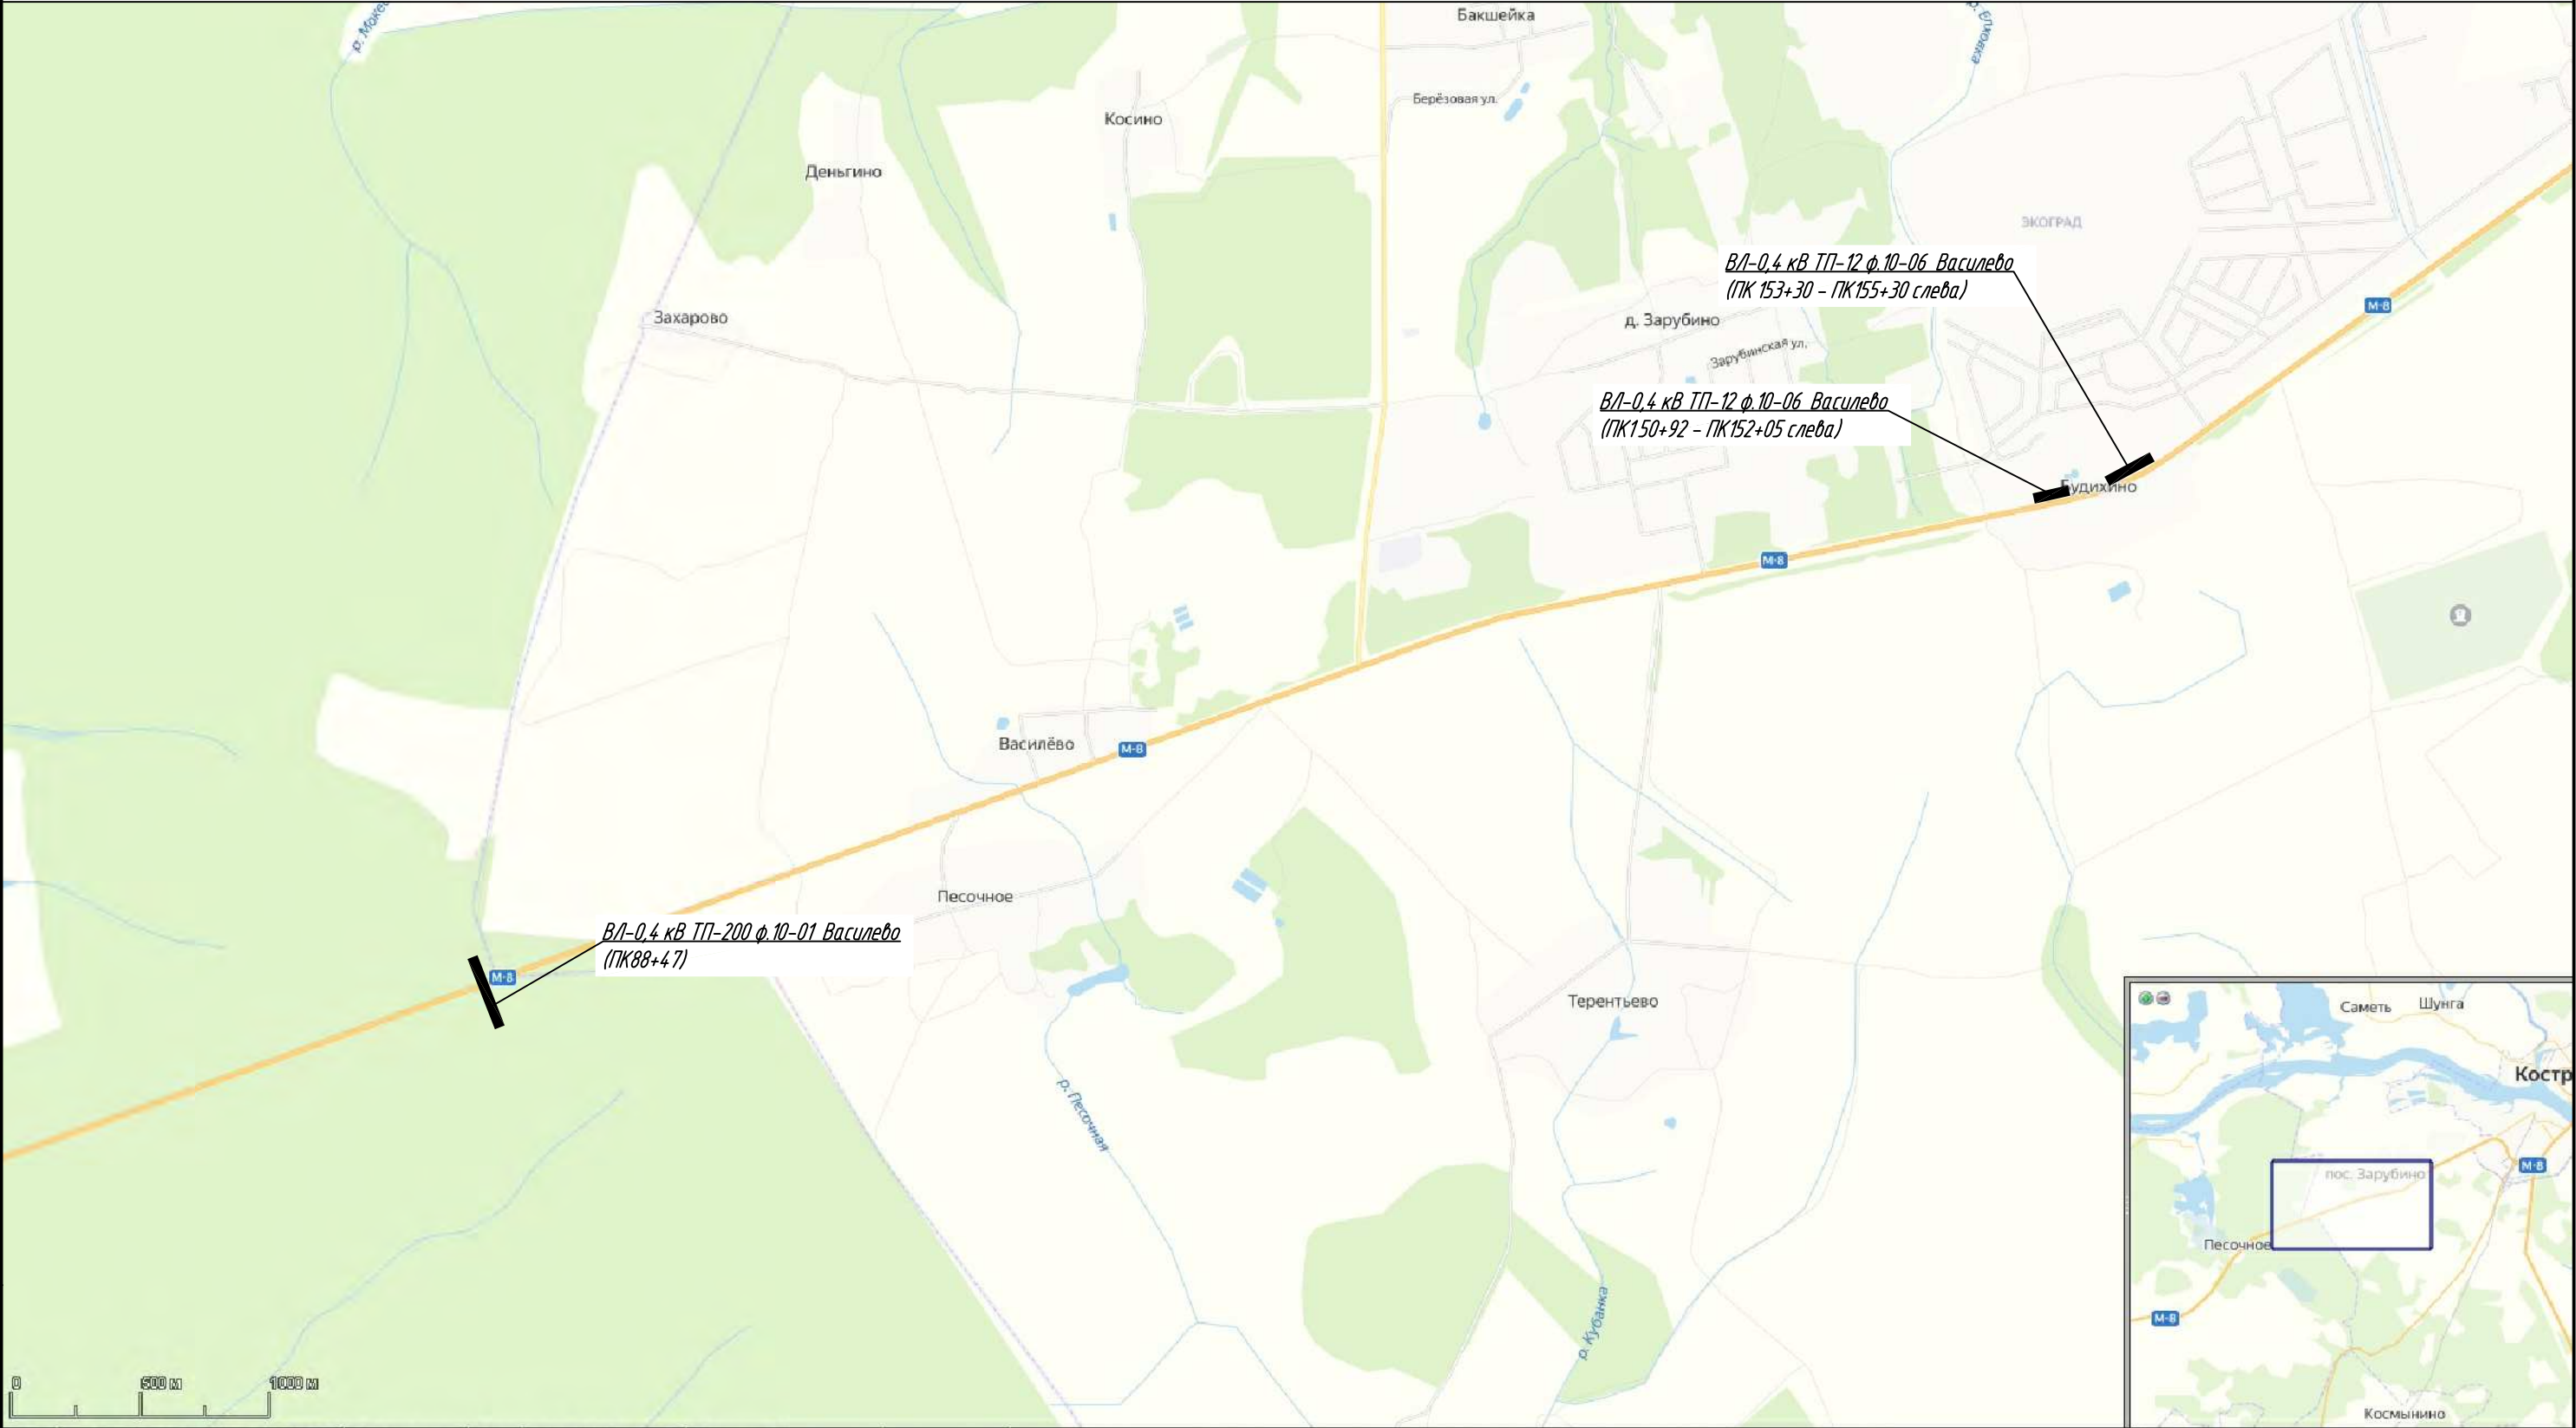 р. Мокеевка
Бакшейка
р. Еловка
Берёзовая ул.
Косино
Деньгино
ЭКОГРАД
ВЛ-0,4 кВ ТП-12 ф.10-06 Василево
(ПК 153+30 - ПК155+30 слева)
М-8
Захарово
д. Зарубино
Зарубинская ул.
ВЛ-0,4 кВ ТП-12 ф.10-06 Василево
(ПК150+92 - ПК152+05 слева)
Будихино
М-8
Василёво
М-8
Песочное
ВЛ-0,4 кВ ТП-200 ф.10-01 Василево
(ПК88+47)
М-8
Терентьево
р. Песочная
р. Кубанка
0 500 м 1000 м
Саметь
Шунга
Костр
М-8
пос. Зарубино
Песочное
М-8
Космынино